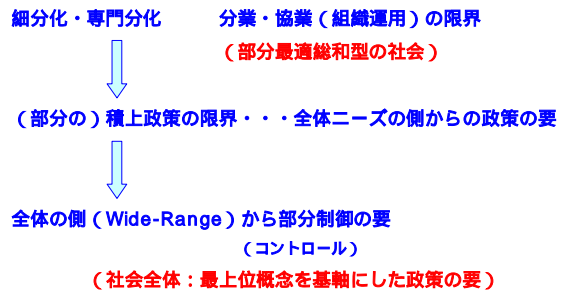 細分化・専門分化　　　分業・協業（組織運用）の限界
（部分最適総和型の社会）
（部分の）積上政策の限界・・・全体ニーズの側からの政策の要
全体の側（Wide-Range）から部分制御の要
（コントロール）
（社会全体：最上位概念を基軸にした政策の要）